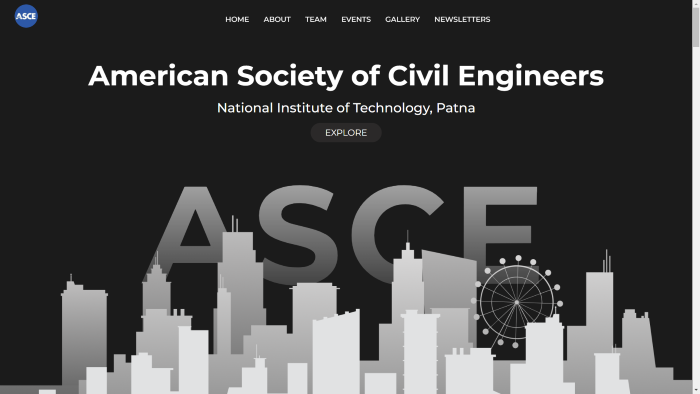 ASCE
HOME ABOUT TEAM EVENTS GALLERY NEWSLETTERS
American Society of Civil Engineers
National Institute of Technology, Patna
EXPLORE
ASCE